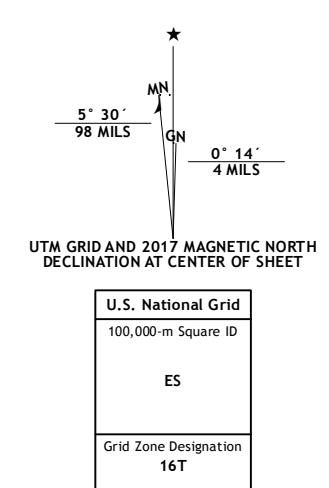 ★
MN
5° 30´
98 MILS
GN
0° 14´
4 MILS
UTM GRID AND 2017 MAGNETIC NORTH
DECLINATION AT CENTER OF SHEET
U.S. National Grid
100,000-m Square ID
ES
Grid Zone Designation
16T